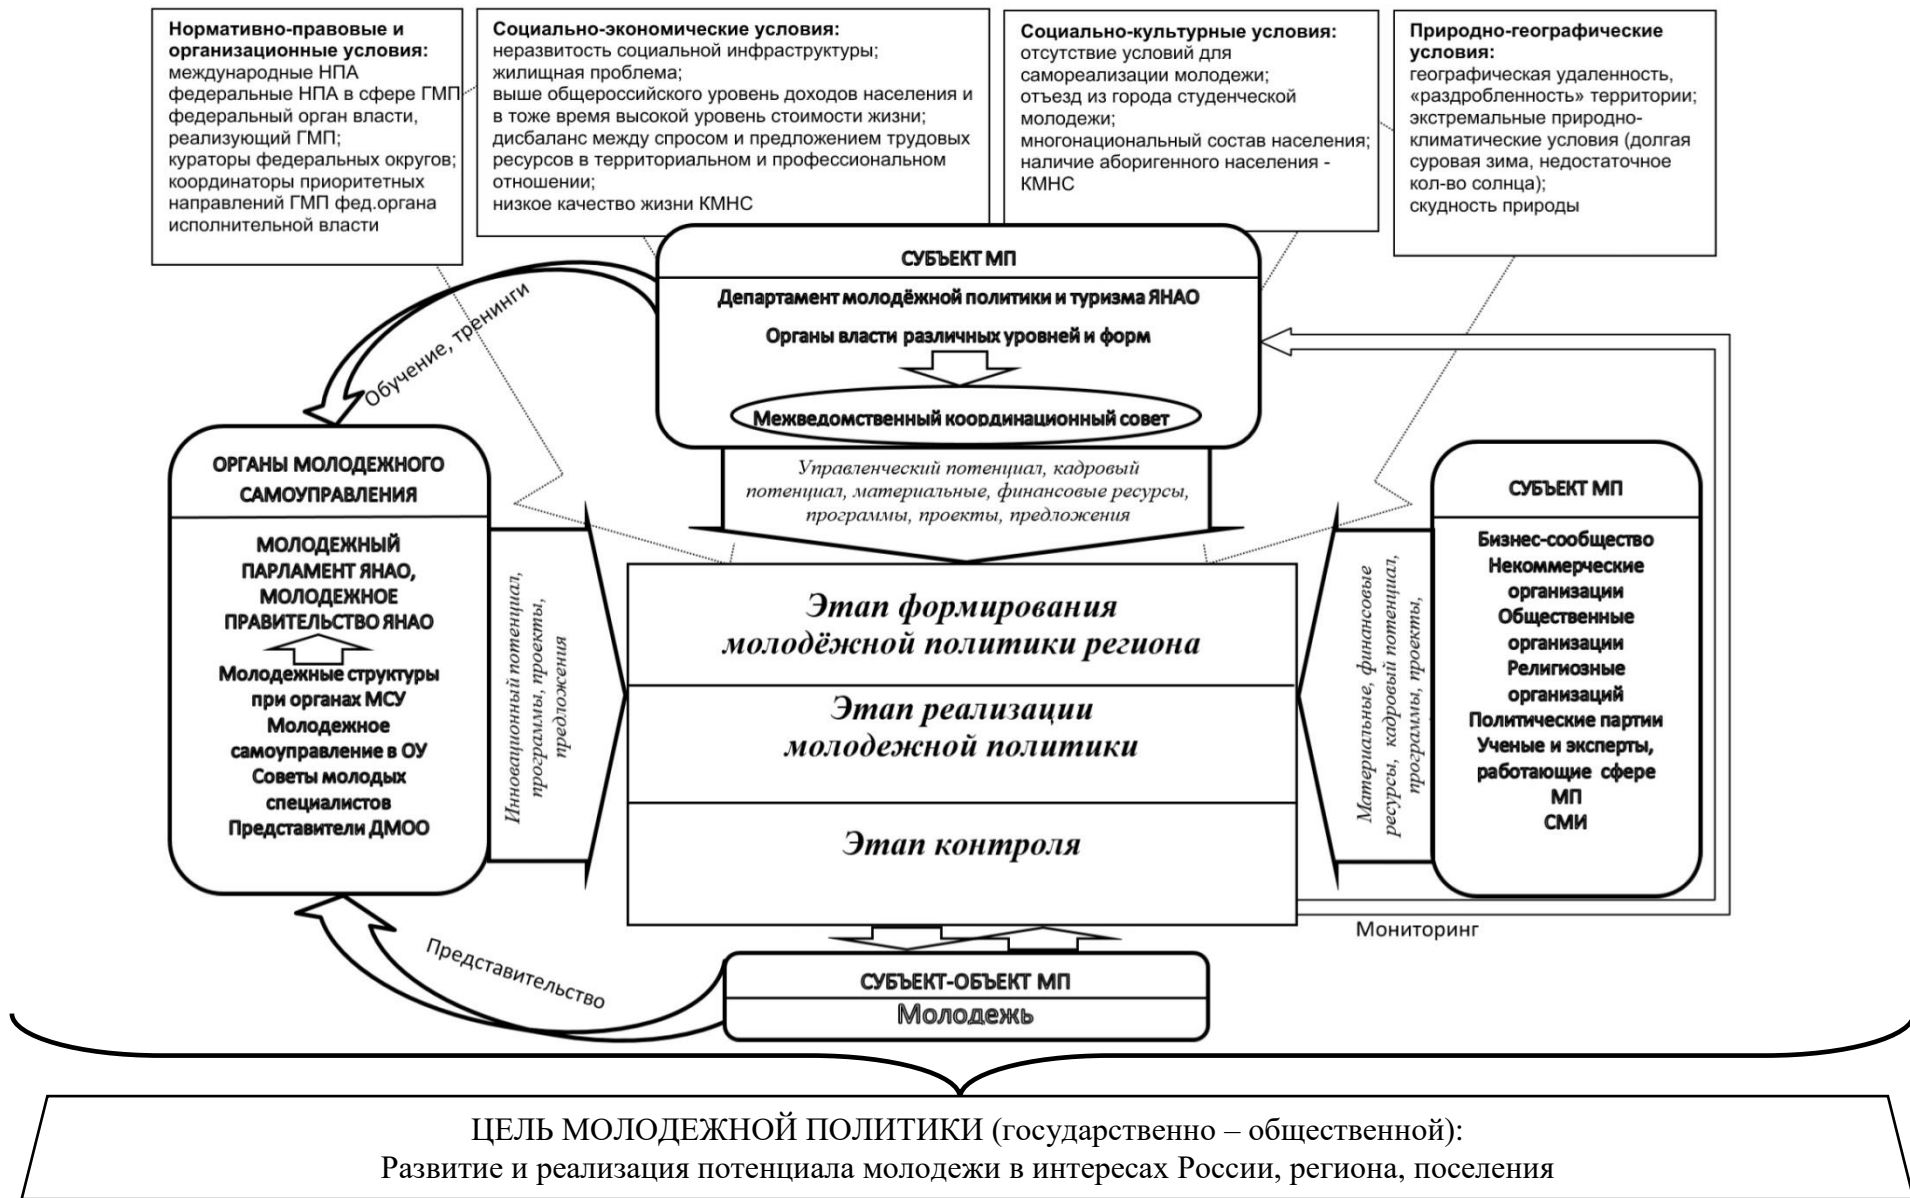 Нормативно-правовые и
организационные условия:
международные НПА
федеральные НПА в сфере ГМП
федеральный орган власти,
реализующий ГМП;
кураторы федеральных округов;
координаторы приоритетных
направлений ГМП фед.органа
исполнительной власти
Социально-экономические условия:
неразвитость социальной инфраструктуры;
жилищная проблема;
выше общероссийского уровень доходов населения и
в тоже время высокой уровень стоимости жизни;
дисбаланс между спросом и предложением трудовых
ресурсов в территориальном и профессиональном
отношении;
низкое качество жизни КМНС
Социально-культурные условия:
отсутствие условий для
самореализации молодежи;
отъезд из города студенческой
молодежи;
многонациональный состав населения;
наличие аборигенного населения -
КМНС
Природно-географические
условия:
географическая удаленность,
«раздробленность» территории;
экстремальные природно-
климатические условия (долгая
суровая зима, недостаточное
кол-во солнца);
скудность природы
СУБЪЕКТ МП
Департамент молодёжной политики и туризма ЯНАО
Органы власти различных уровней и форм
Межведомственный координационный совет
Обучение, тренинги
Управленческий потенциал, кадровый
потенциал, материальные, финансовые ресурсы,
программы, проекты, предложения
ОРГАНЫ МОЛОДЕЖНОГО
САМОУПРАВЛЕНИЯ
МОЛОДЕЖНЫЙ
ПАРЛАМЕНТ ЯНАО,
МОЛОДЕЖНОЕ
ПРАВИТЕЛЬСТВО ЯНАО
Молодежные структуры
при органах МСУ
Молодежное
самоуправление в ОУ
Советы молодых
специалистов
Представители ДМОО
Инновационный потенциал,
программы, проекты,
предложения
Этап формирования
молодёжной политики региона
Этап реализации
молодежной политики
Этап контроля
Материальные, финансовые
ресурсы, кадровый потенциал,
программы, проекты,
СУБЪЕКТ МП
Бизнес-сообщество
Некоммерческие
организации
Общественные
организации
Религиозные
организаций
Политические партии
Ученые и эксперты,
работающие сфере
МП
СМИ
Мониторинг
Представительство
СУБЪЕКТ-ОБЪЕКТ МП
Молодежь
ЦЕЛЬ МОЛОДЕЖНОЙ ПОЛИТИКИ (государственно – общественной):
Развитие и реализация потенциала молодежи в интересах России, региона, поселения